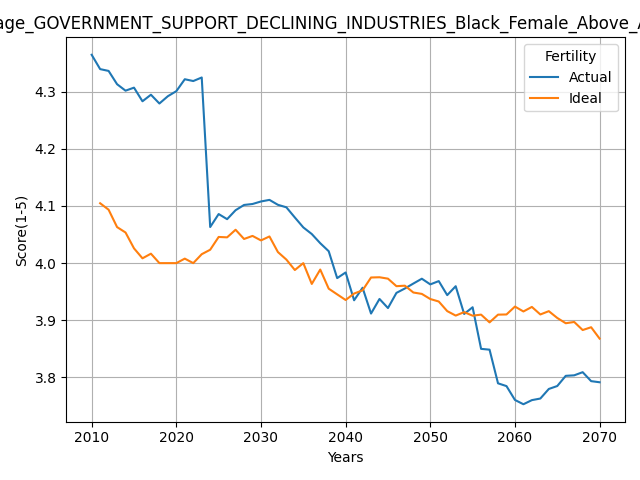 age_GOVERNMENT_SUPPORT_DECLINING_INDUSTRIES_Black_Female_Above_
Fertility
Actual
Ideal
4.3
4.2
4.1
4.0
3.9
3.8
Score(1-5)
2010 2020 2030 2040 2050 2060 2070
Years